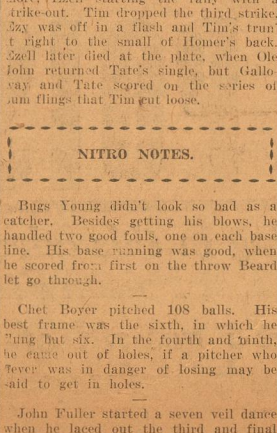 strike-out. Tim dropped the third strike.
Ezy was off in a flash and Tim's
t right to the small of Homer's back.
Ezell later died at the plate, when Ole
John returned Tate's single, but Gallo
way and Tate scored on the series of
um flings that Tim cut loose.
NITRO NOTES.
Bugs Young didn't look so bad as a
catcher. Besides getting his blows, he
handled two good fouls, one on each base
line. His base running was good, when
he scored from first on the throw Beard
let go through.
Chet Boyer pitched 108 balls. His
best frame was the sixth, in which he
flung but six. In the fourth and ninth,
he came out of holes, if a pitcher who
never was in danger of losing may be
said to get in holes.
John Fuller started a seven veil dance
when he laced out the third and final